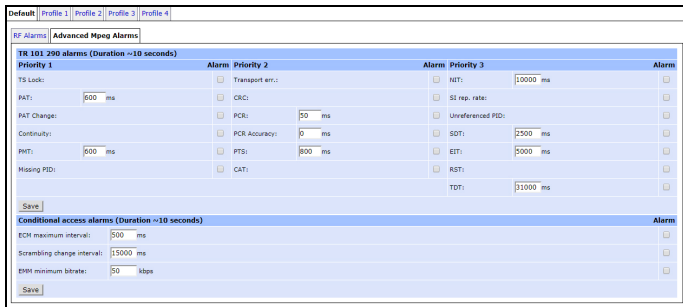 Default Profile 1 Profile 2 Profile 3 Profile 4
RF Alarms Advanced Mpeg Alarms
TR 101 290 alarms (Duration ~10 seconds)
Priority 1 Alarm Priority 2 Alarm Priority 3 Alarm
TS Lock: Transport err.: NIT: 10000 ms
PAT: 600 ms CRC: SI rep. rate:
PAT Change: PCR: 50 ms Unreferenced PID:
Continuity: PCR Accuracy: 0 ms SDT: 2500 ms
PMT: 600 ms PTS: 800 ms EIT: 5000 ms
Missing PID: CAT: RST:
TDT: 31000 ms
Save
Conditional access alarms (Duration ~10 seconds) Alarm
ECM maximum interval: 500 ms
Scrambling change interval: 15000 ms
EMM minimum bitrate: 50 kbps
Save